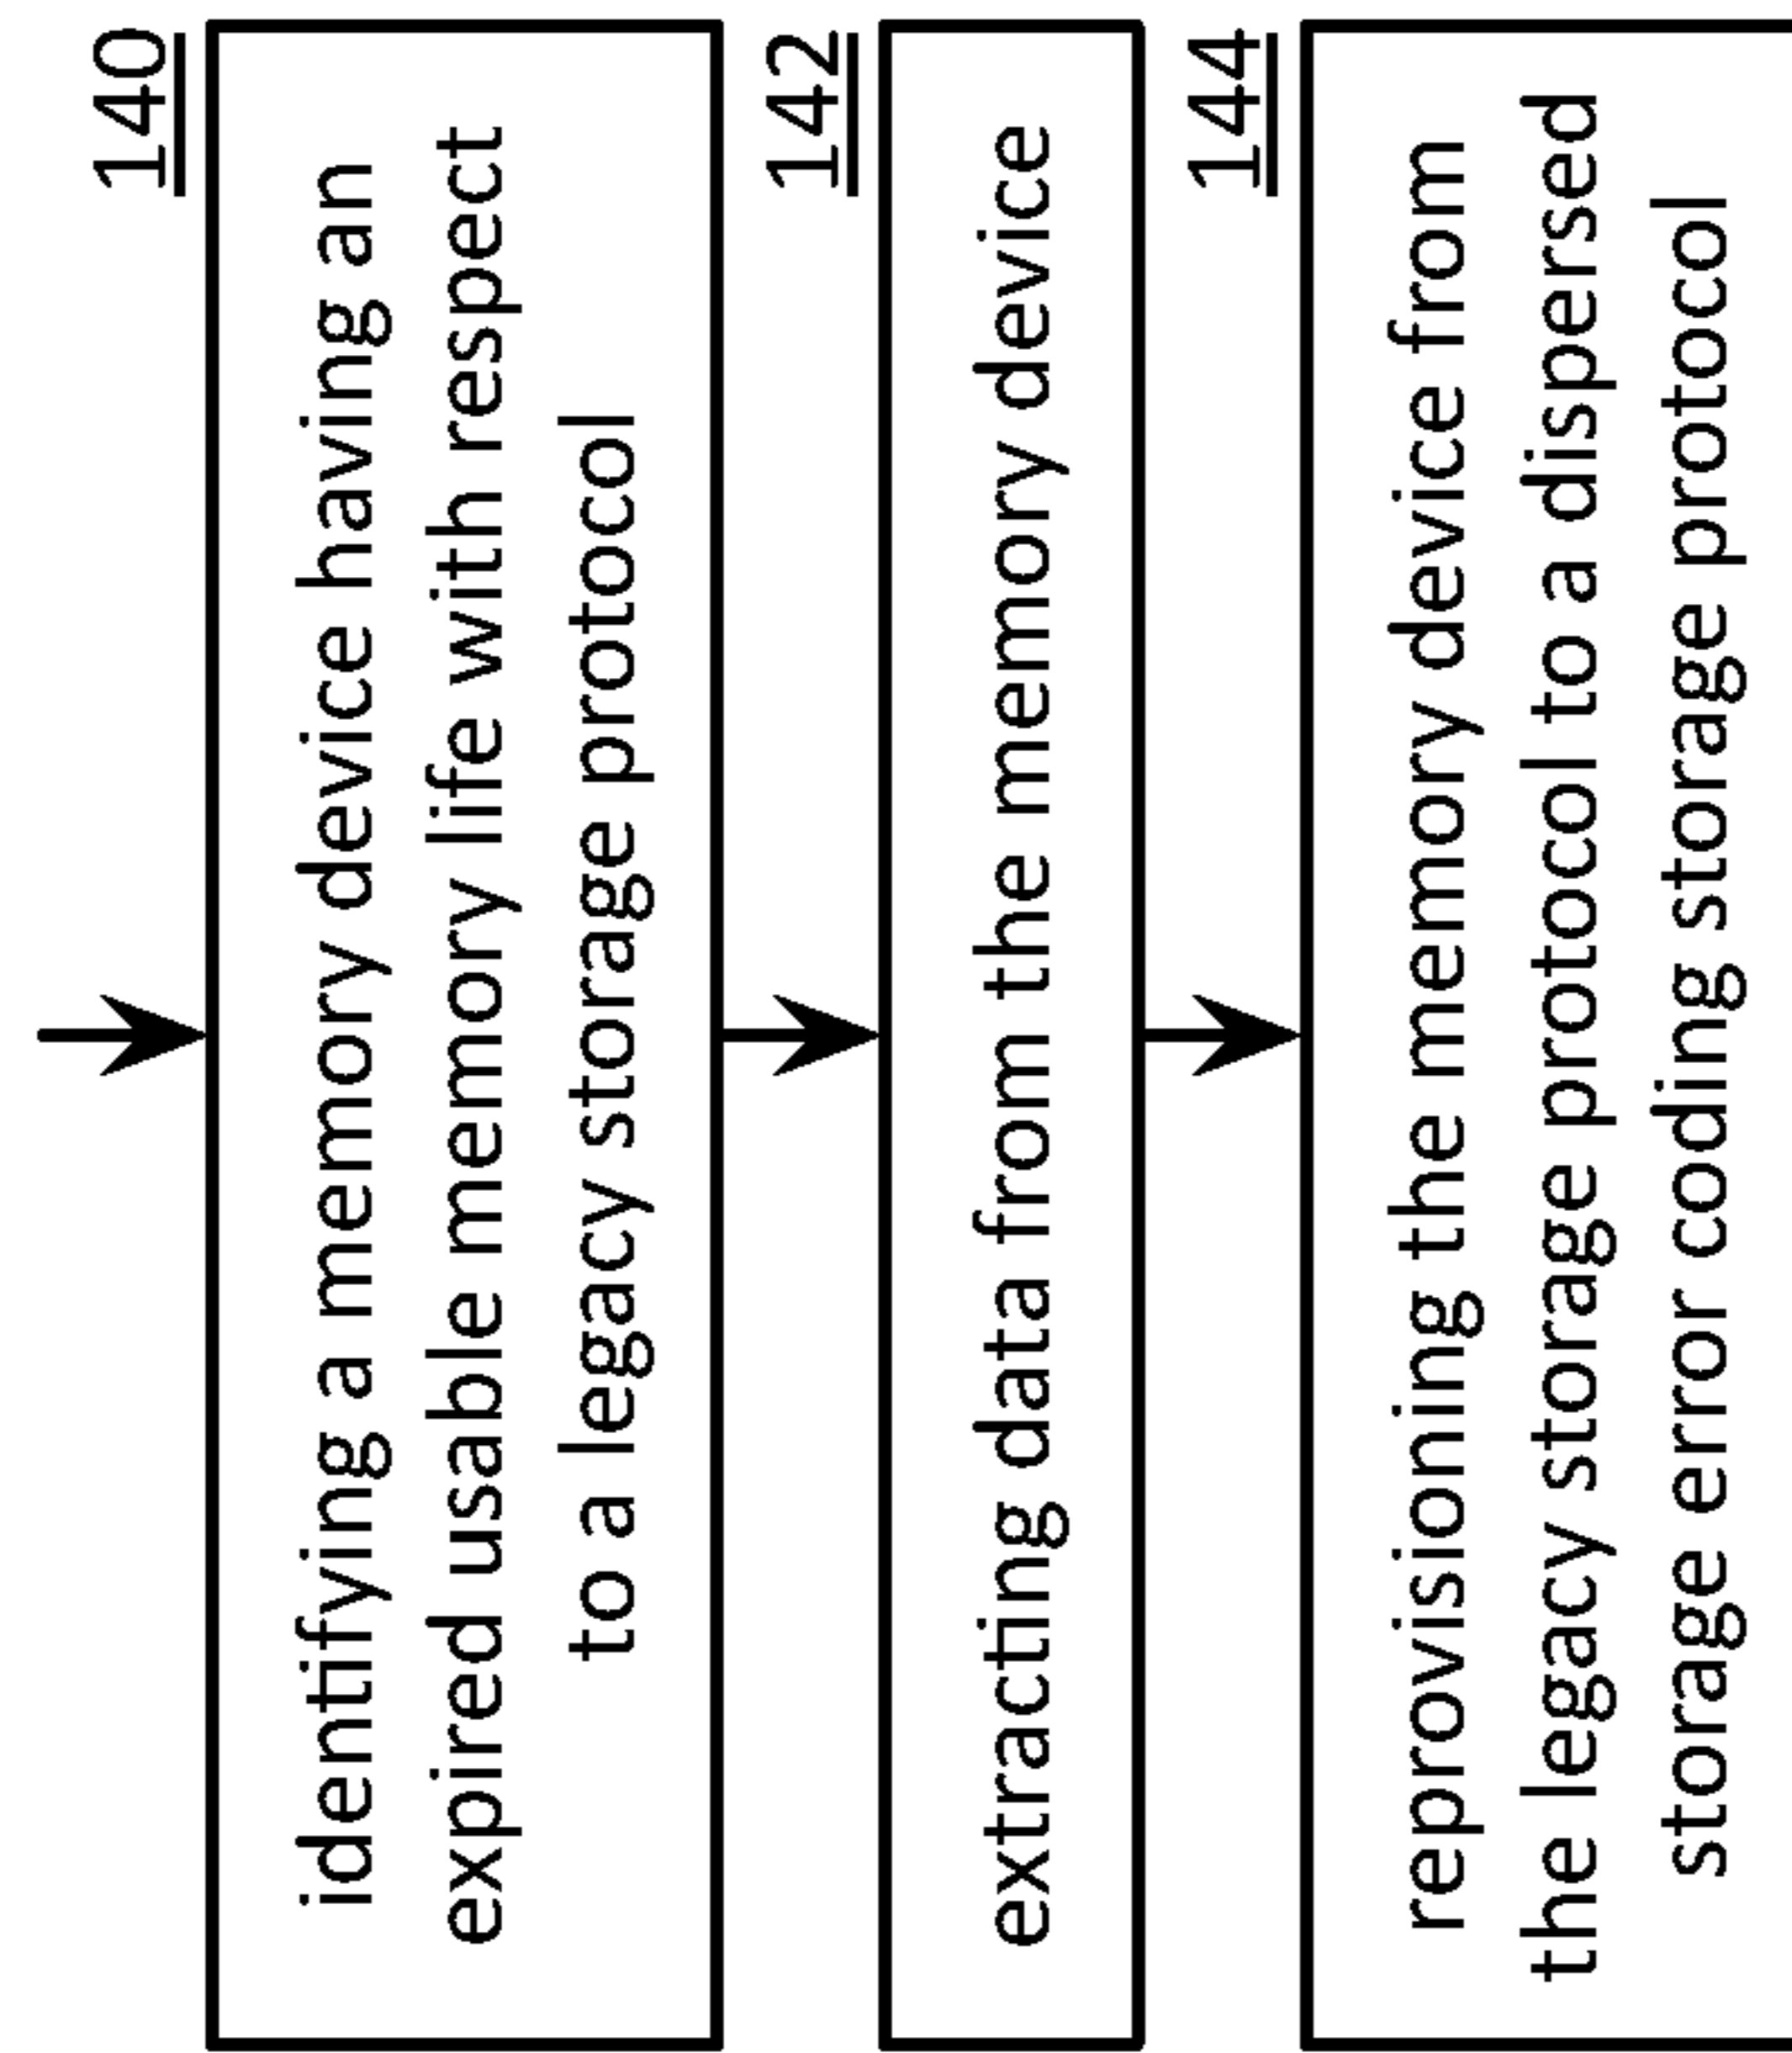 140
identifying a memory device having an
expired usable memory life with respect
to a legacy storage protocol
142
extracting data from the memory device
144
reprovisioning the memory device from
the legacy storage protocol to a dispersed
storage error coding storage protocol